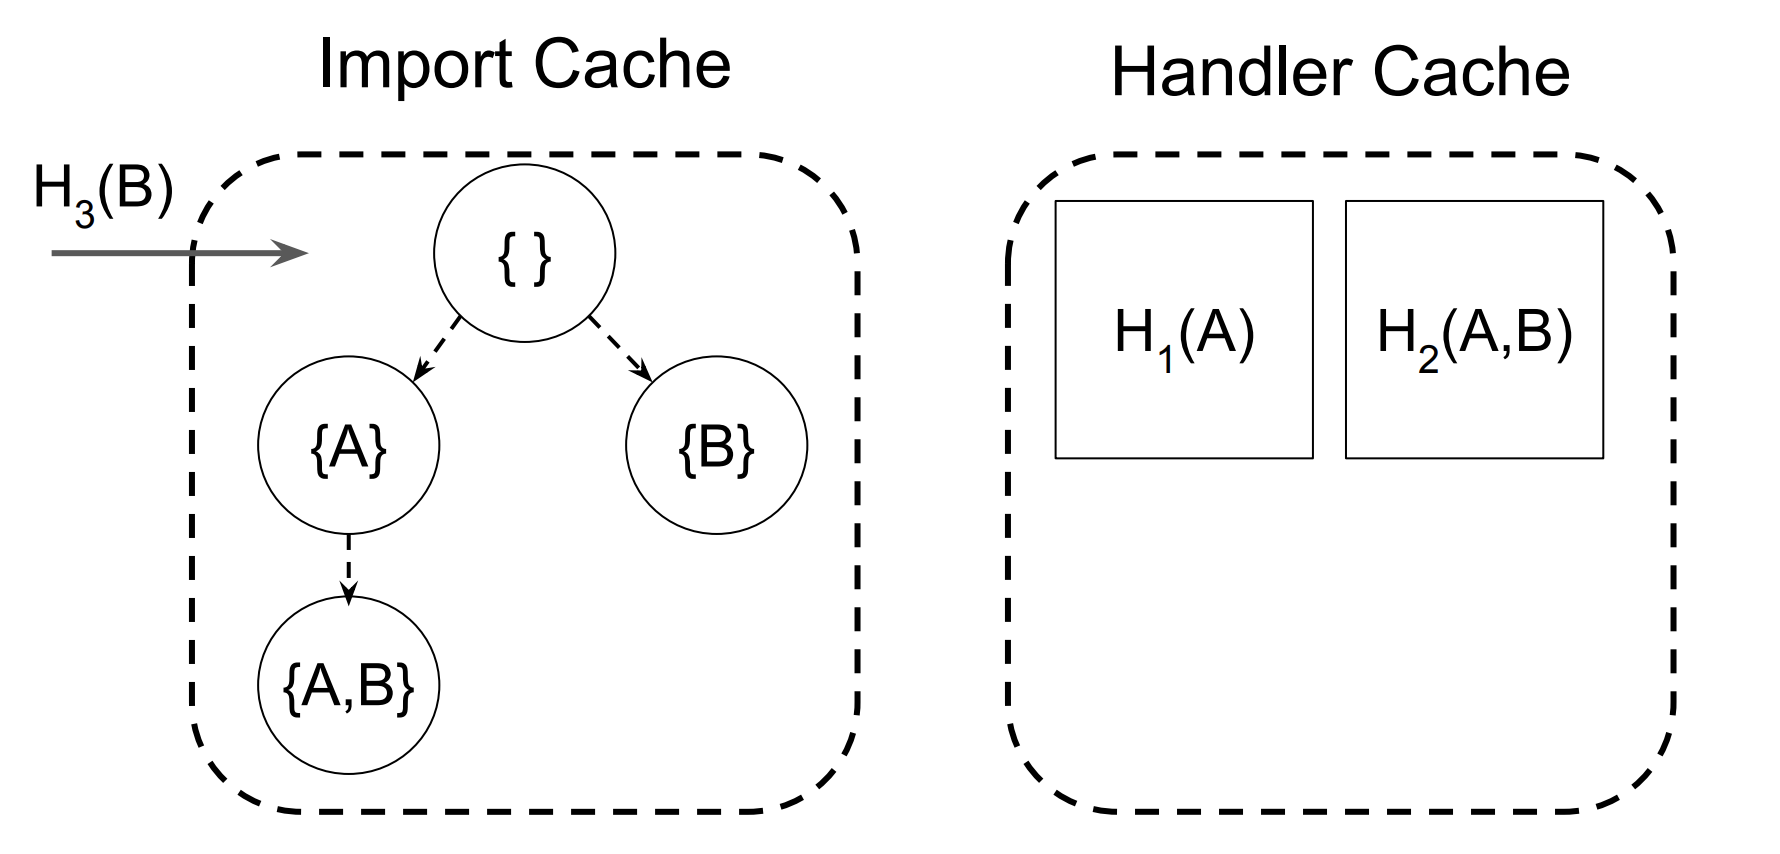 Import Cache
Handler Cache
H3(B)
{ }
{A}
{B}
{A,B}
H1(A)
H2(A,B)